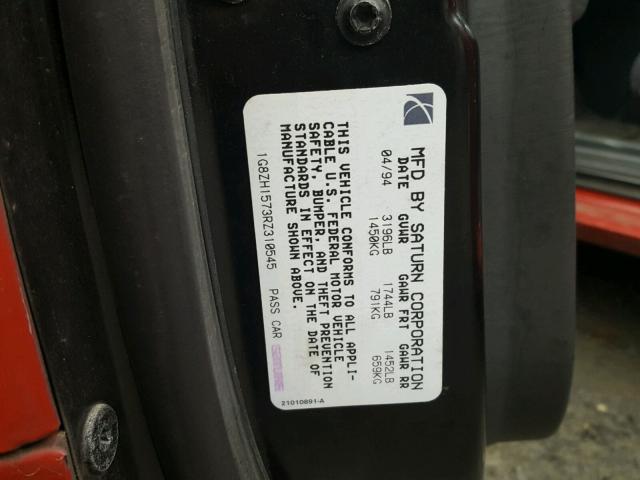 MFD BY SATURN CORPORATION
DATE GVWR GAWR FRT GAWR RR
04/94 3196LB 1744LB 1452LB
1450KG 791KG 659KG
THIS VEHICLE CONFORMS TO ALL APPLI-
CABLE U.S. FEDERAL MOTOR VEHICLE
SAFETY, BUMPER, AND THEFT PREVENTION
STANDARDS IN EFFECT ON THE DATE OF
MANUFACTURE SHOWN ABOVE.
1G8ZH1573RZ310545 PASS CAR
21010891-A